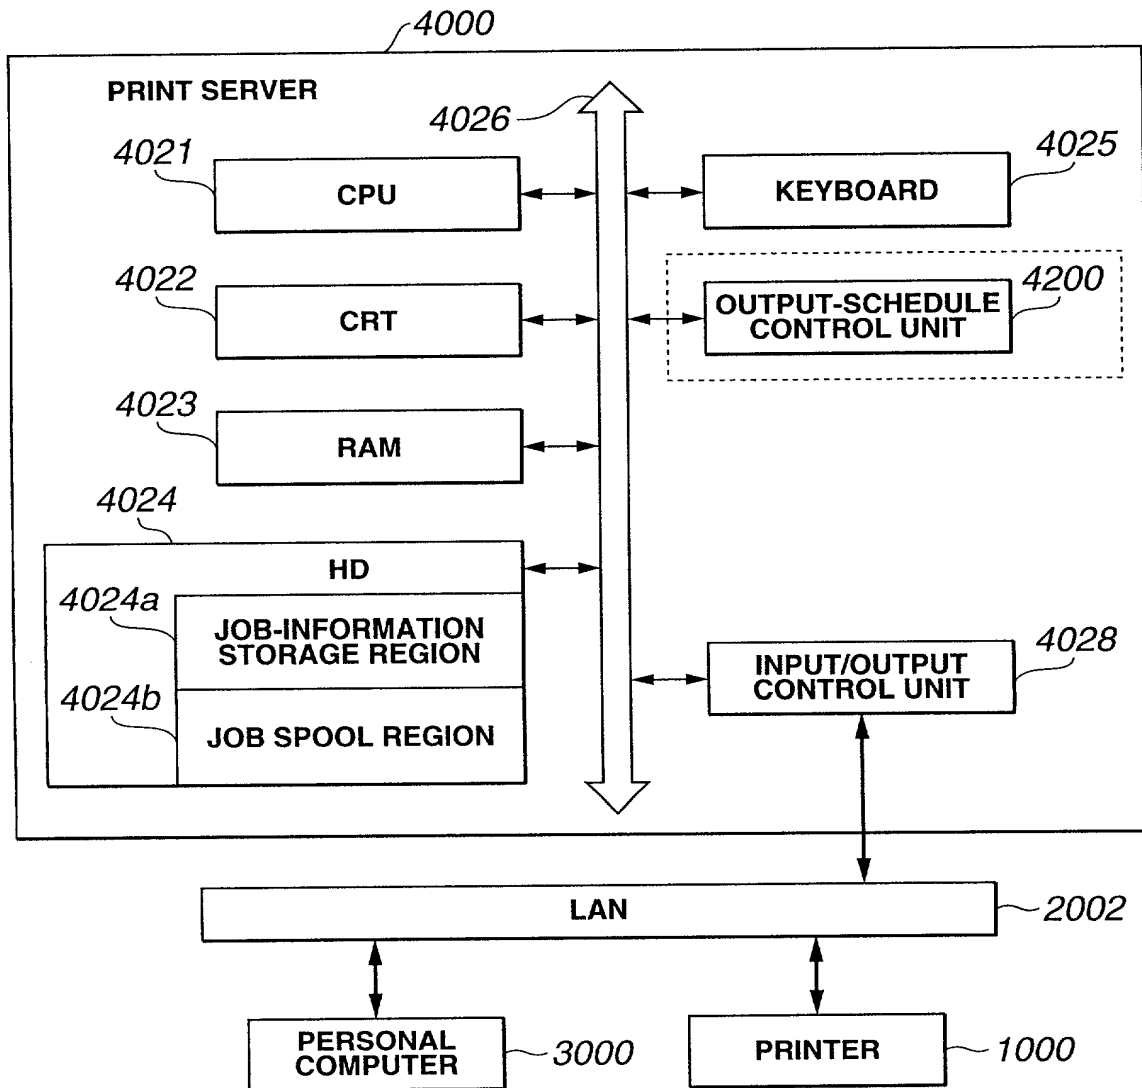 4000
PRINT SERVER
4026
4021
CPU
4025
KEYBOARD
4022
CRT
4200
OUTPUT-SCHEDULE
CONTROL UNIT
4023
RAM
4024
HD
4024a
JOB-INFORMATION
STORAGE REGION
4024b
JOB SPOOL REGION
4028
INPUT/OUTPUT
CONTROL UNIT
LAN
2002
PERSONAL
COMPUTER
3000
PRINTER
1000